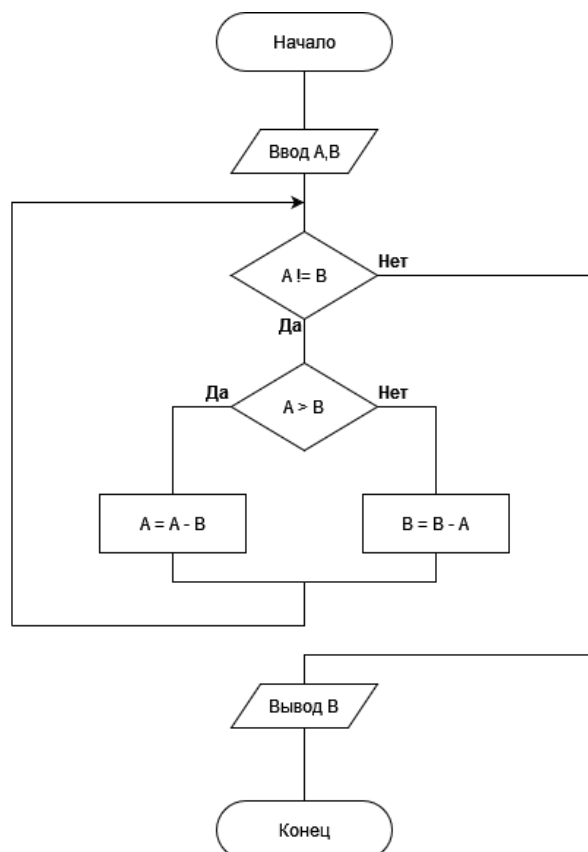 Начало
Ввод A,B
A != B
Нет
Да
A > B
Да
Нет
A = A - B
B = B - A
Вывод B
Конец